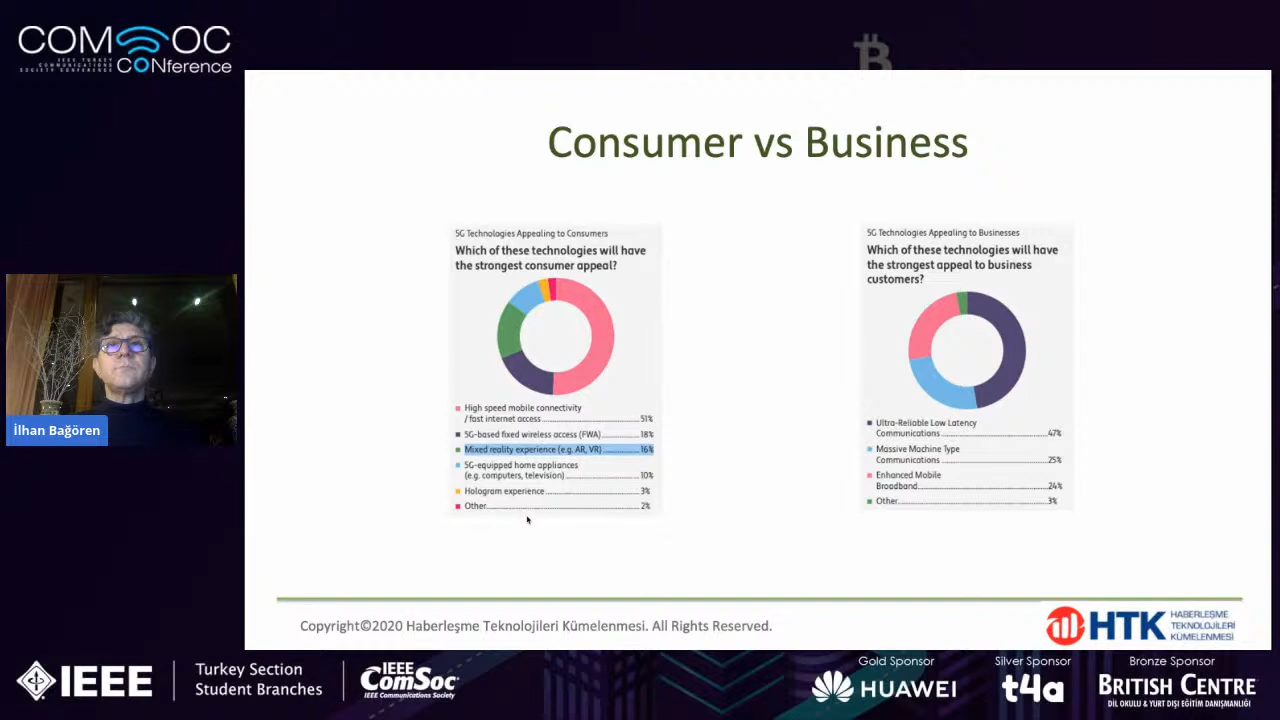 COMSOC
IEEE TURKEY COMMUNICATIONS
SOCIETY CONFERENCE
CONference
Consumer vs Business
5G Technologies Appealing to Consumers
Which of these technologies will have
the strongest consumer appeal?
High speed mobile connectivity
/ fast internet access 51%
5G-based fixed wireless access (FWA) 18%
Mixed reality experience (e.g. AR, VR) 16%
5G-equipped home appliances
(e.g. computers, television) 10%
Hologram experience 3%
Other 2%
5G Technologies Appealing to Businesses
Which of these technologies will have
the strongest appeal to business
customers?
Ultra-Reliable Low Latency
Communications 47%
Massive Machine Type
Communications 25%
Enhanced Mobile
Broadband 24%
Other 3%
İlhan Bağören
Copyright©2020 Haberleşme Teknolojileri Kümelenmesi. All Rights Reserved.
HTK
HABERLEŞME
TEKNOLOJİLERİ
KÜMELENMESİ
IEEE
Turkey Section
Student Branches
IEEE
ComSoc
IEEE Communications Society
Gold Sponsor
HUAWEI
Silver Sponsor
t4a
Bronze Sponsor
BRITISH CENTRE
DİL OKULU & YURT DIŞI EĞİTİM DANIŞMANLIĞI